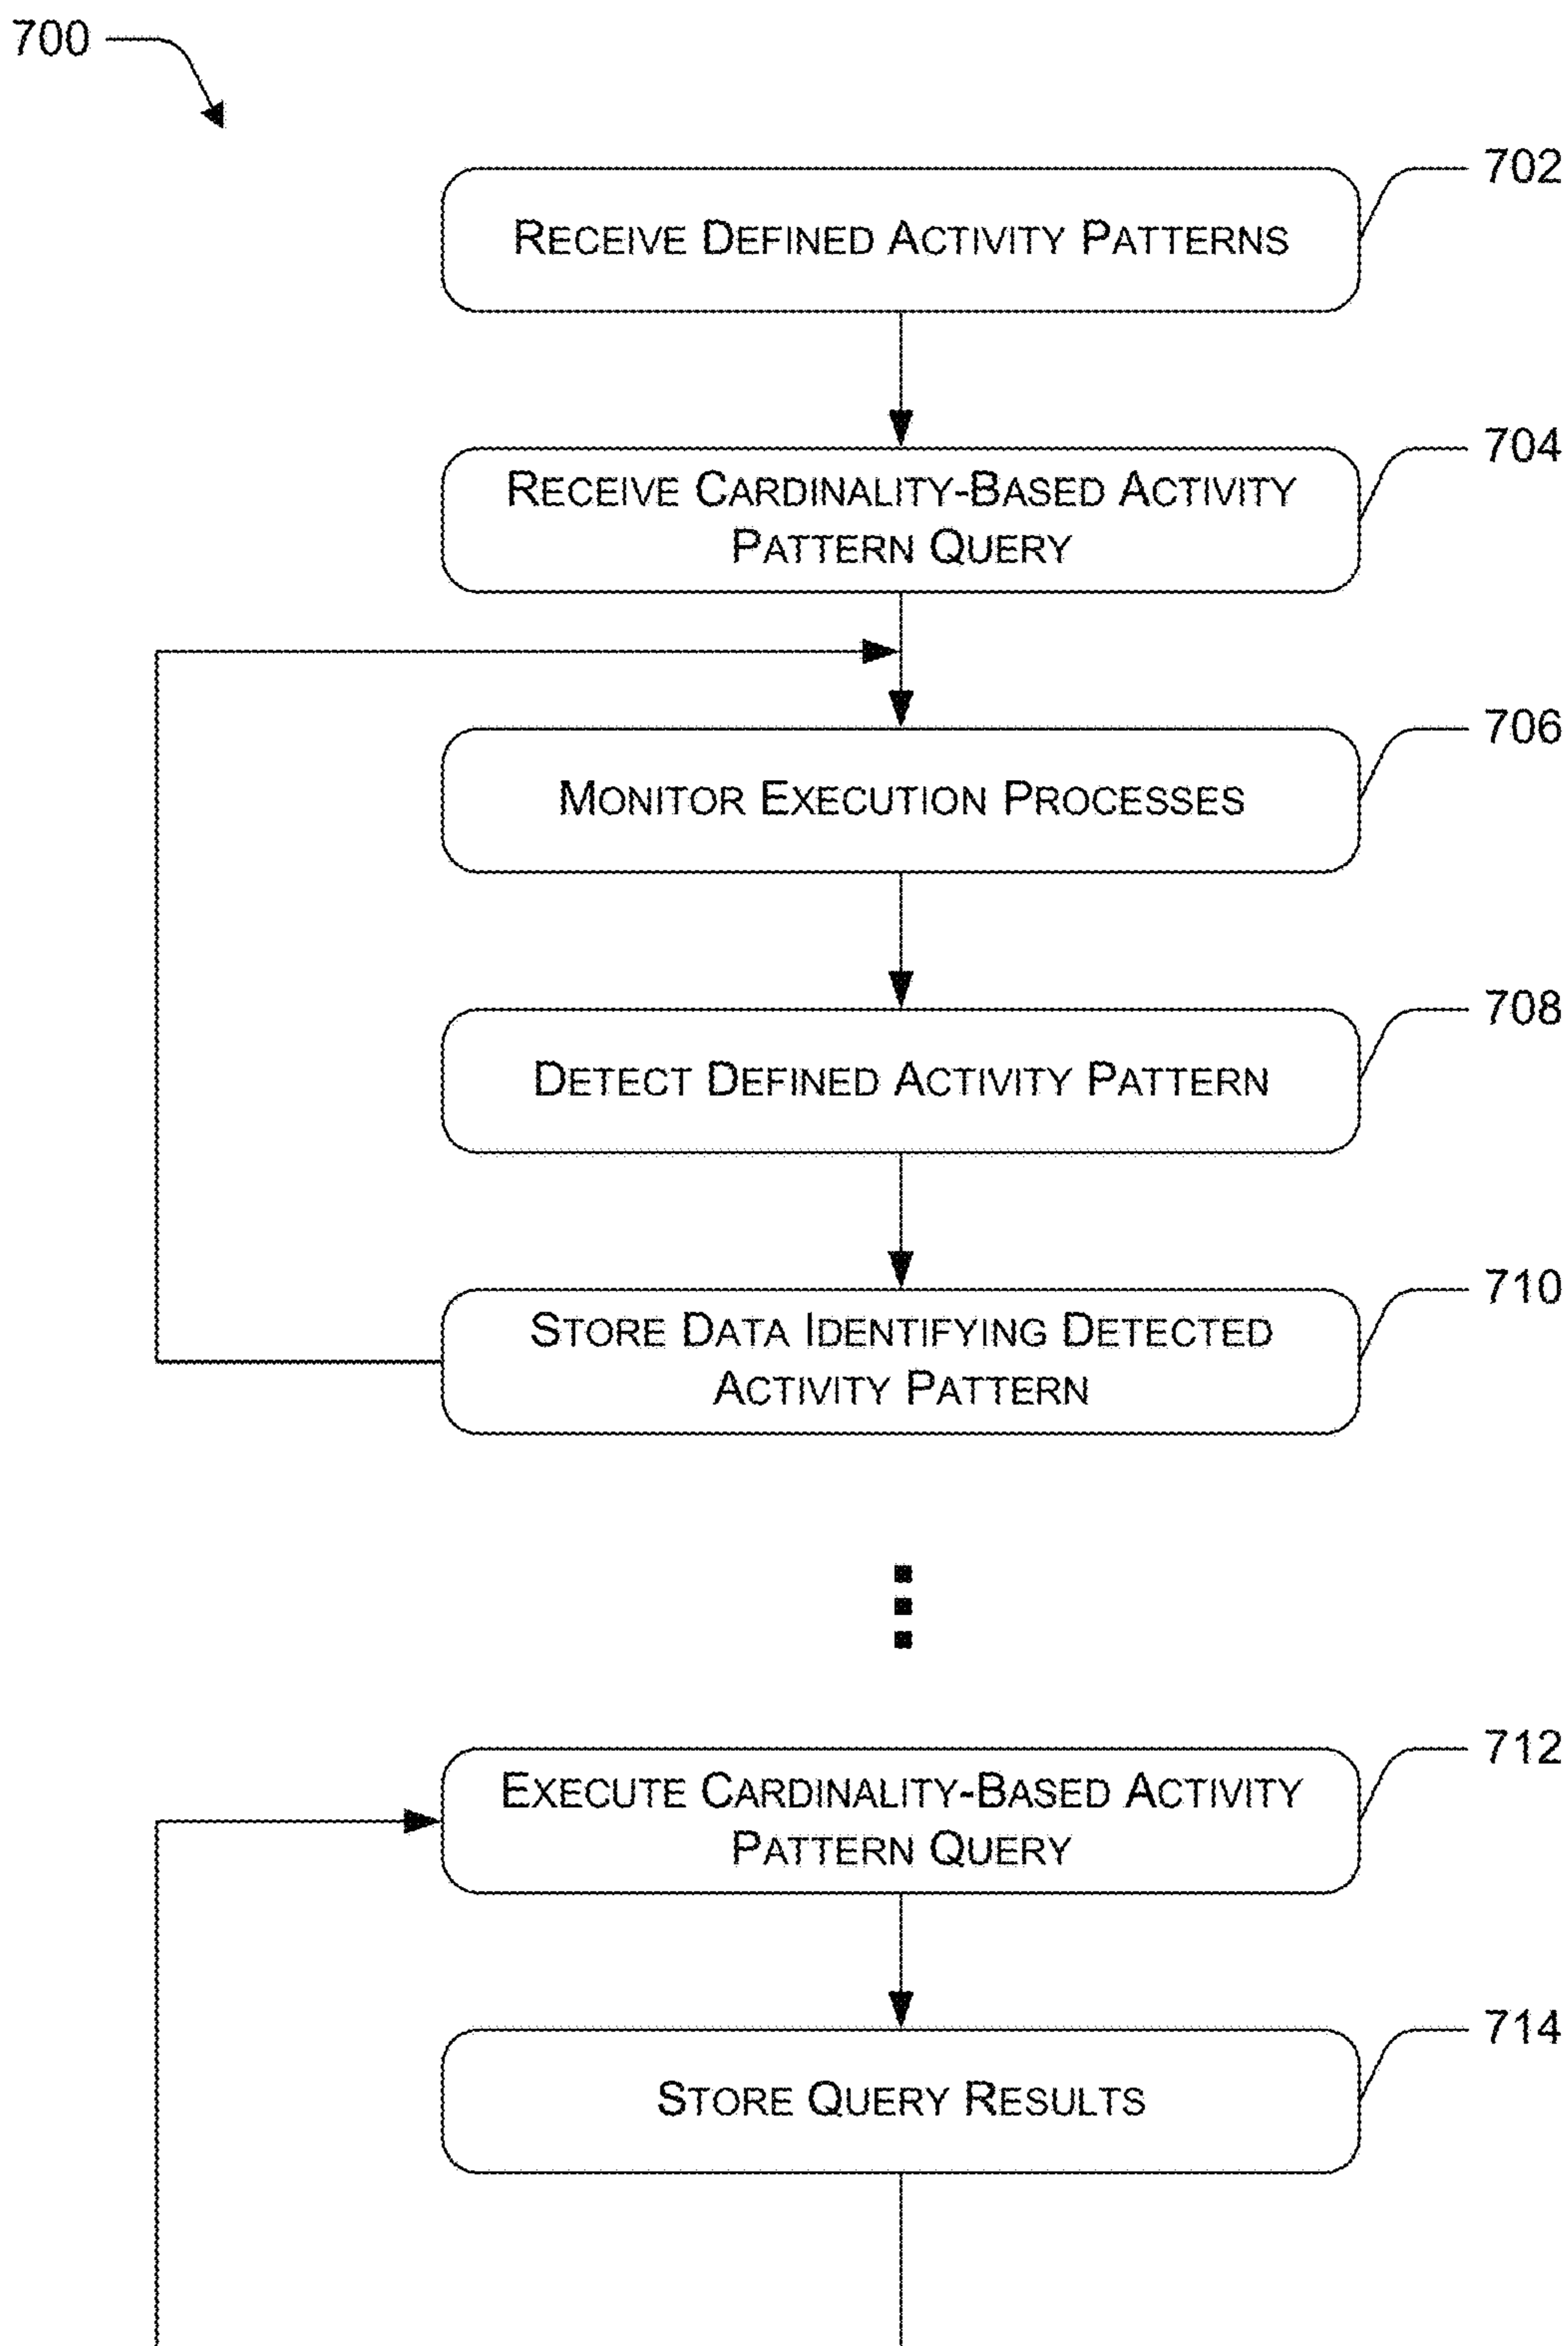 700
702
RECEIVE DEFINED ACTIVITY PATTERNS
704
RECEIVE CARDINALITY-BASED ACTIVITY
PATTERN QUERY
706
MONITOR EXECUTION PROCESSES
708
DETECT DEFINED ACTIVITY PATTERN
710
STORE DATA IDENTIFYING DETECTED
ACTIVITY PATTERN
712
EXECUTE CARDINALITY-BASED ACTIVITY
PATTERN QUERY
714
STORE QUERY RESULTS